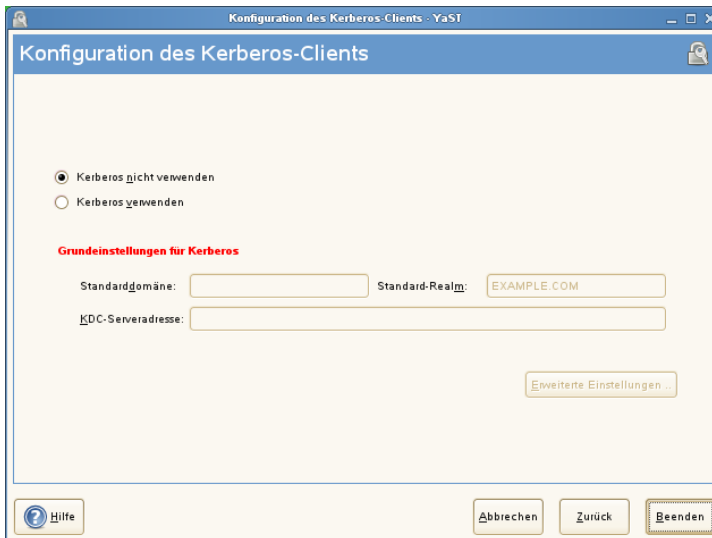 Konfiguration des Kerberos-Clients - YaST
Konfiguration des Kerberos-Clients
Kerberos nicht verwenden
Kerberos verwenden
Grundeinstellungen für Kerberos
Standarddomäne: Standard-Realm: EXAMPLE.COM
KDC-Serveradresse:
Erweiterte Einstellungen ..
Hilfe Abbrechen Zurück Beenden